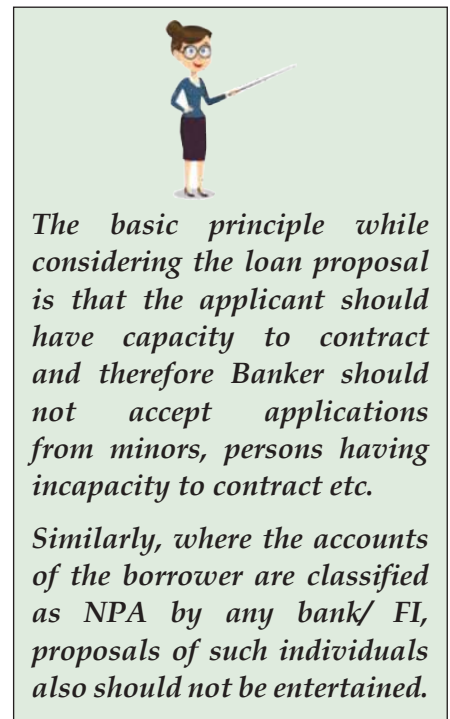 The basic principle while
considering the loan proposal
is that the applicant should
have capacity to contract
and therefore Banker should
not accept applications
from minors, persons having
incapacity to contract etc.
Similarly, where the accounts
of the borrower are classified
as NPA by any bank/ FI,
proposals of such individuals
also should not be entertained.